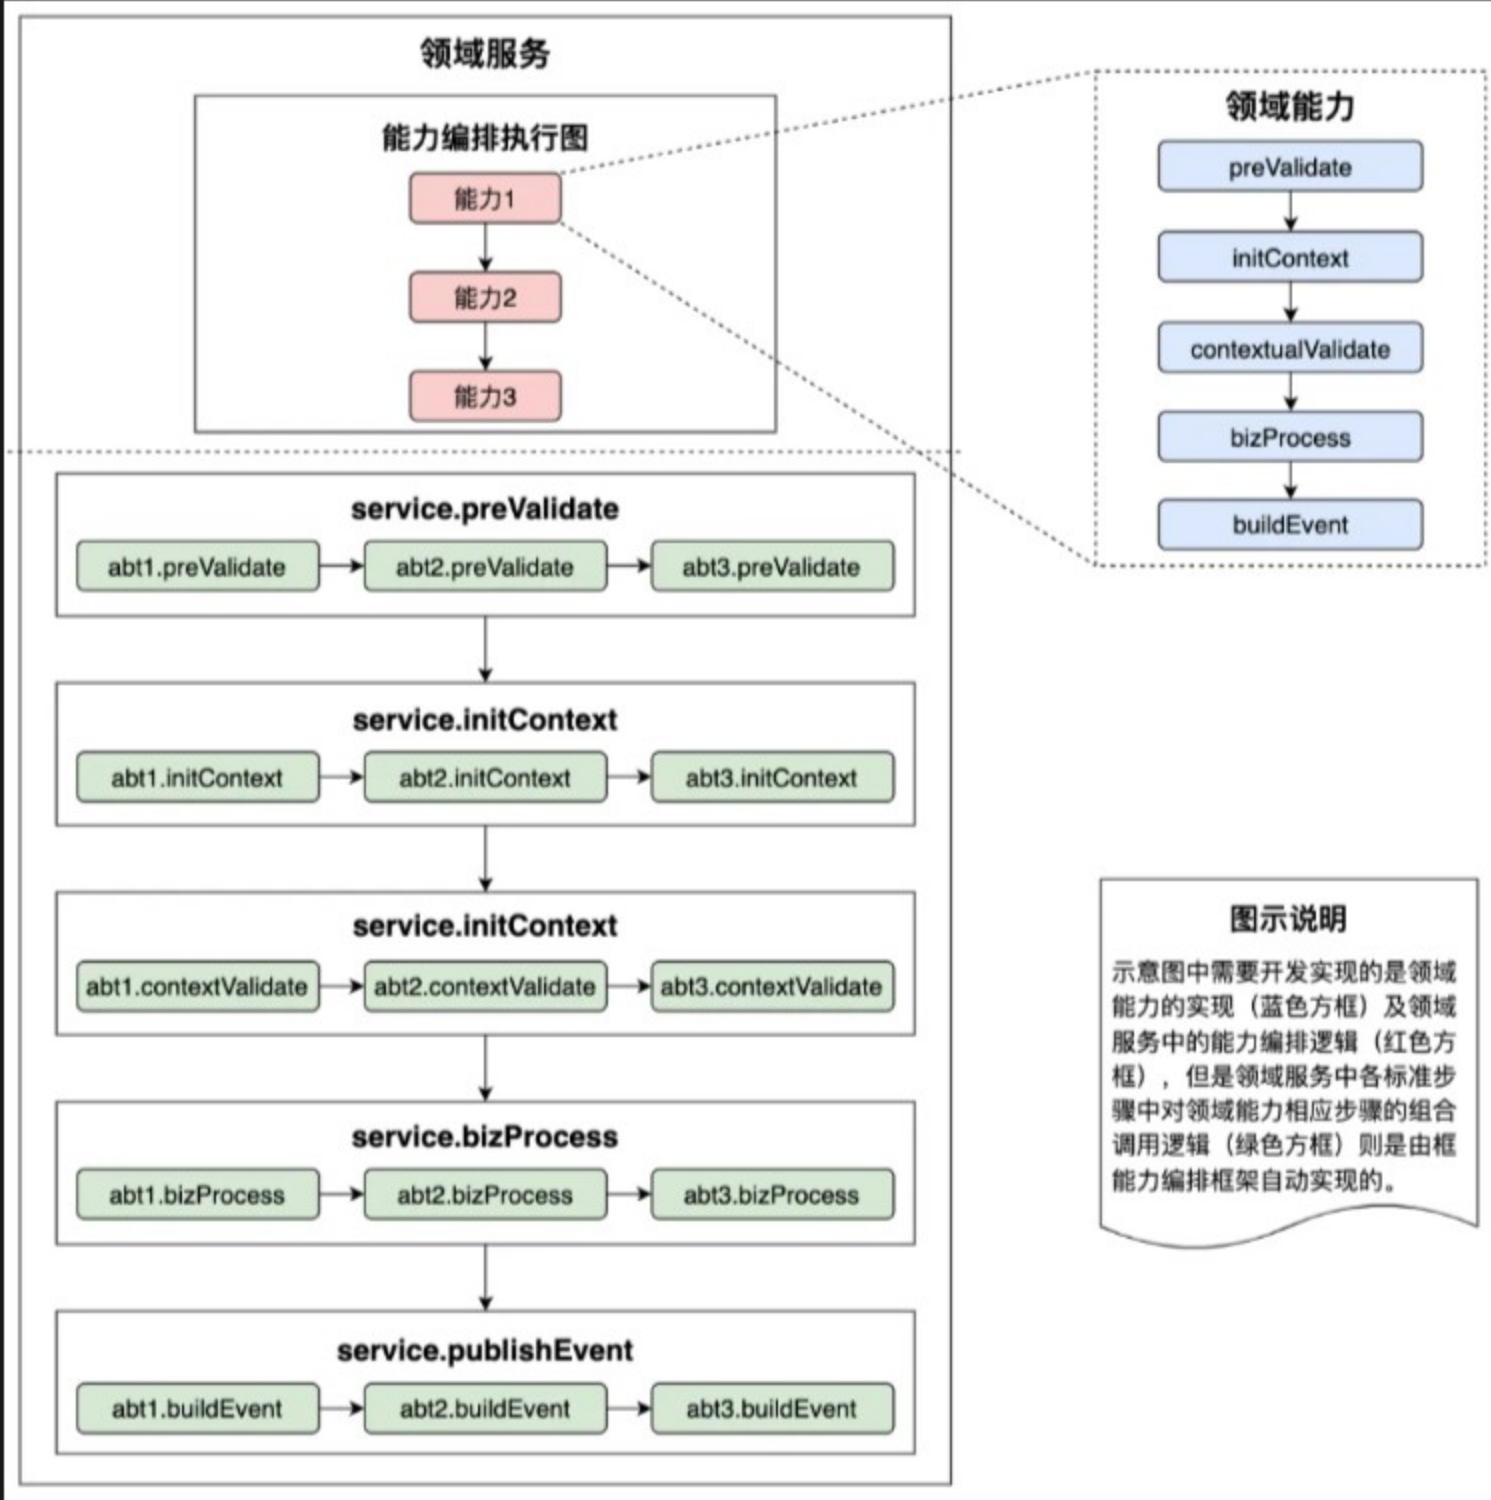 领域服务
能力编排执行图
能力1
能力2
能力3
领域能力
preValidate
initContext
contextualValidate
bizProcess
buildEvent
service.preValidate
abt1.preValidate
abt2.preValidate
abt3.preValidate
service.initContext
abt1.initContext
abt2.initContext
abt3.initContext
service.initContext
abt1.contextValidate
abt2.contextValidate
abt3.contextValidate
service.bizProcess
abt1.bizProcess
abt2.bizProcess
abt3.bizProcess
service.publishEvent
abt1.buildEvent
abt2.buildEvent
abt3.buildEvent
图示说明
示意图中需要开发实现的是领域
能力的实现（蓝色方框）及领域
服务中的能力编排逻辑（红色方
框），但是领域服务中各标准步
骤中对领域能力相应步骤的组合
调用逻辑（绿色方框）则是由框
能力编排框架自动实现的。